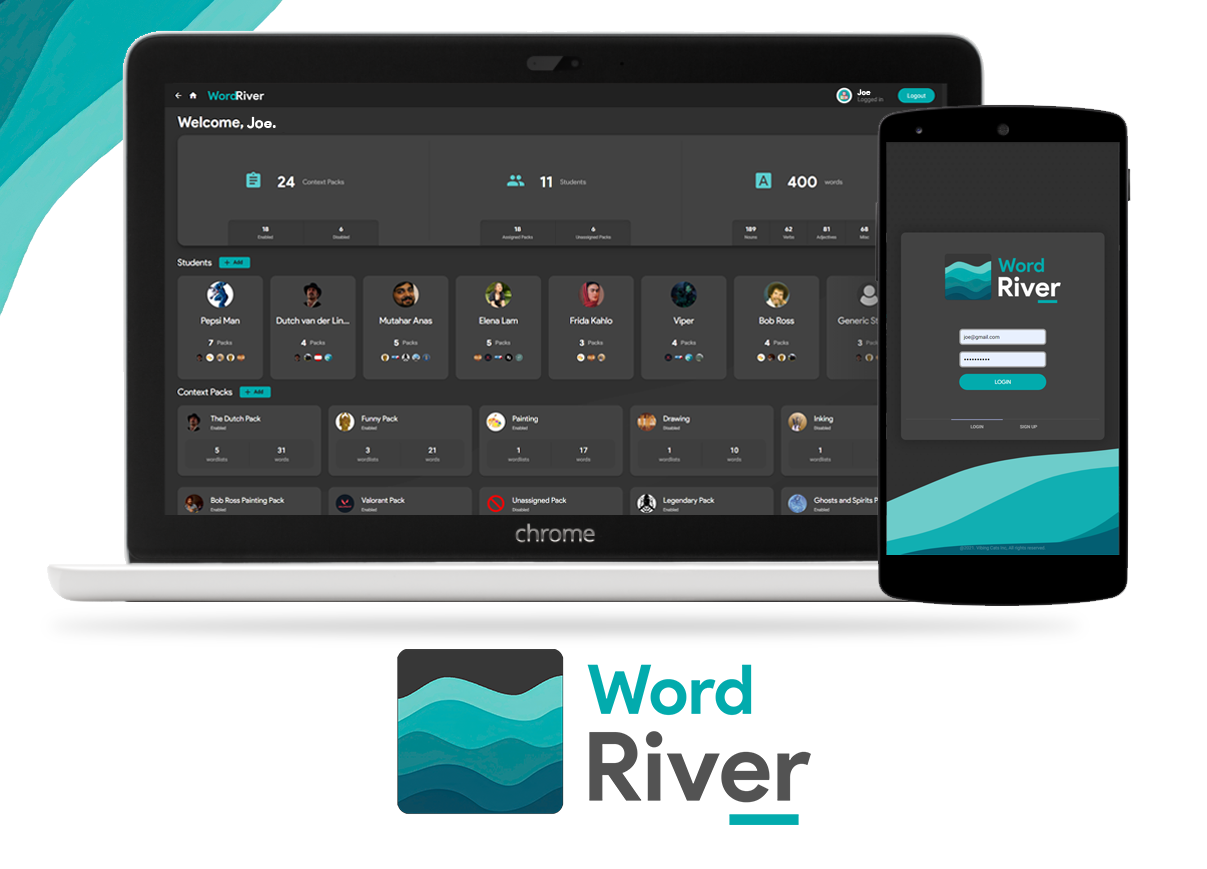 WordRiver
Joe
Logged in
Logout
Welcome, Joe.
24 Context Packs
11 Students
400 words
18 6
Enabled Disabled
18 6
Assigned Packs Unassigned Packs
189 62 81 68
Nouns Verbs Adjectives Misc
Students + Add
Pepsi Man
7 Packs
Dutch van der Lin...
4 Packs
Mutahar Anas
5 Packs
Elena Lam
5 Packs
Frida Kahlo
3 Packs
Viper
4 Packs
Bob Ross
4 Packs
Generic St
3 Pack
Context Packs + Add
The Dutch Pack
Enabled
5 31
wordlists words
Funny Pack
Enabled
3 21
wordlists words
Painting
Enabled
1 17
wordlists words
Drawing
Disabled
1 10
wordlists words
Inking
Disabled
1
wordlists
Bob Ross Painting Pack
Enabled
Valorant Pack
Enabled
Unassigned Pack
Disabled
Legendary Pack
Enabled
Ghosts and Spirits P
Enabled
chrome
Word
River
joe@gmail.com
LOGIN
LOGIN SIGN UP
Word
River